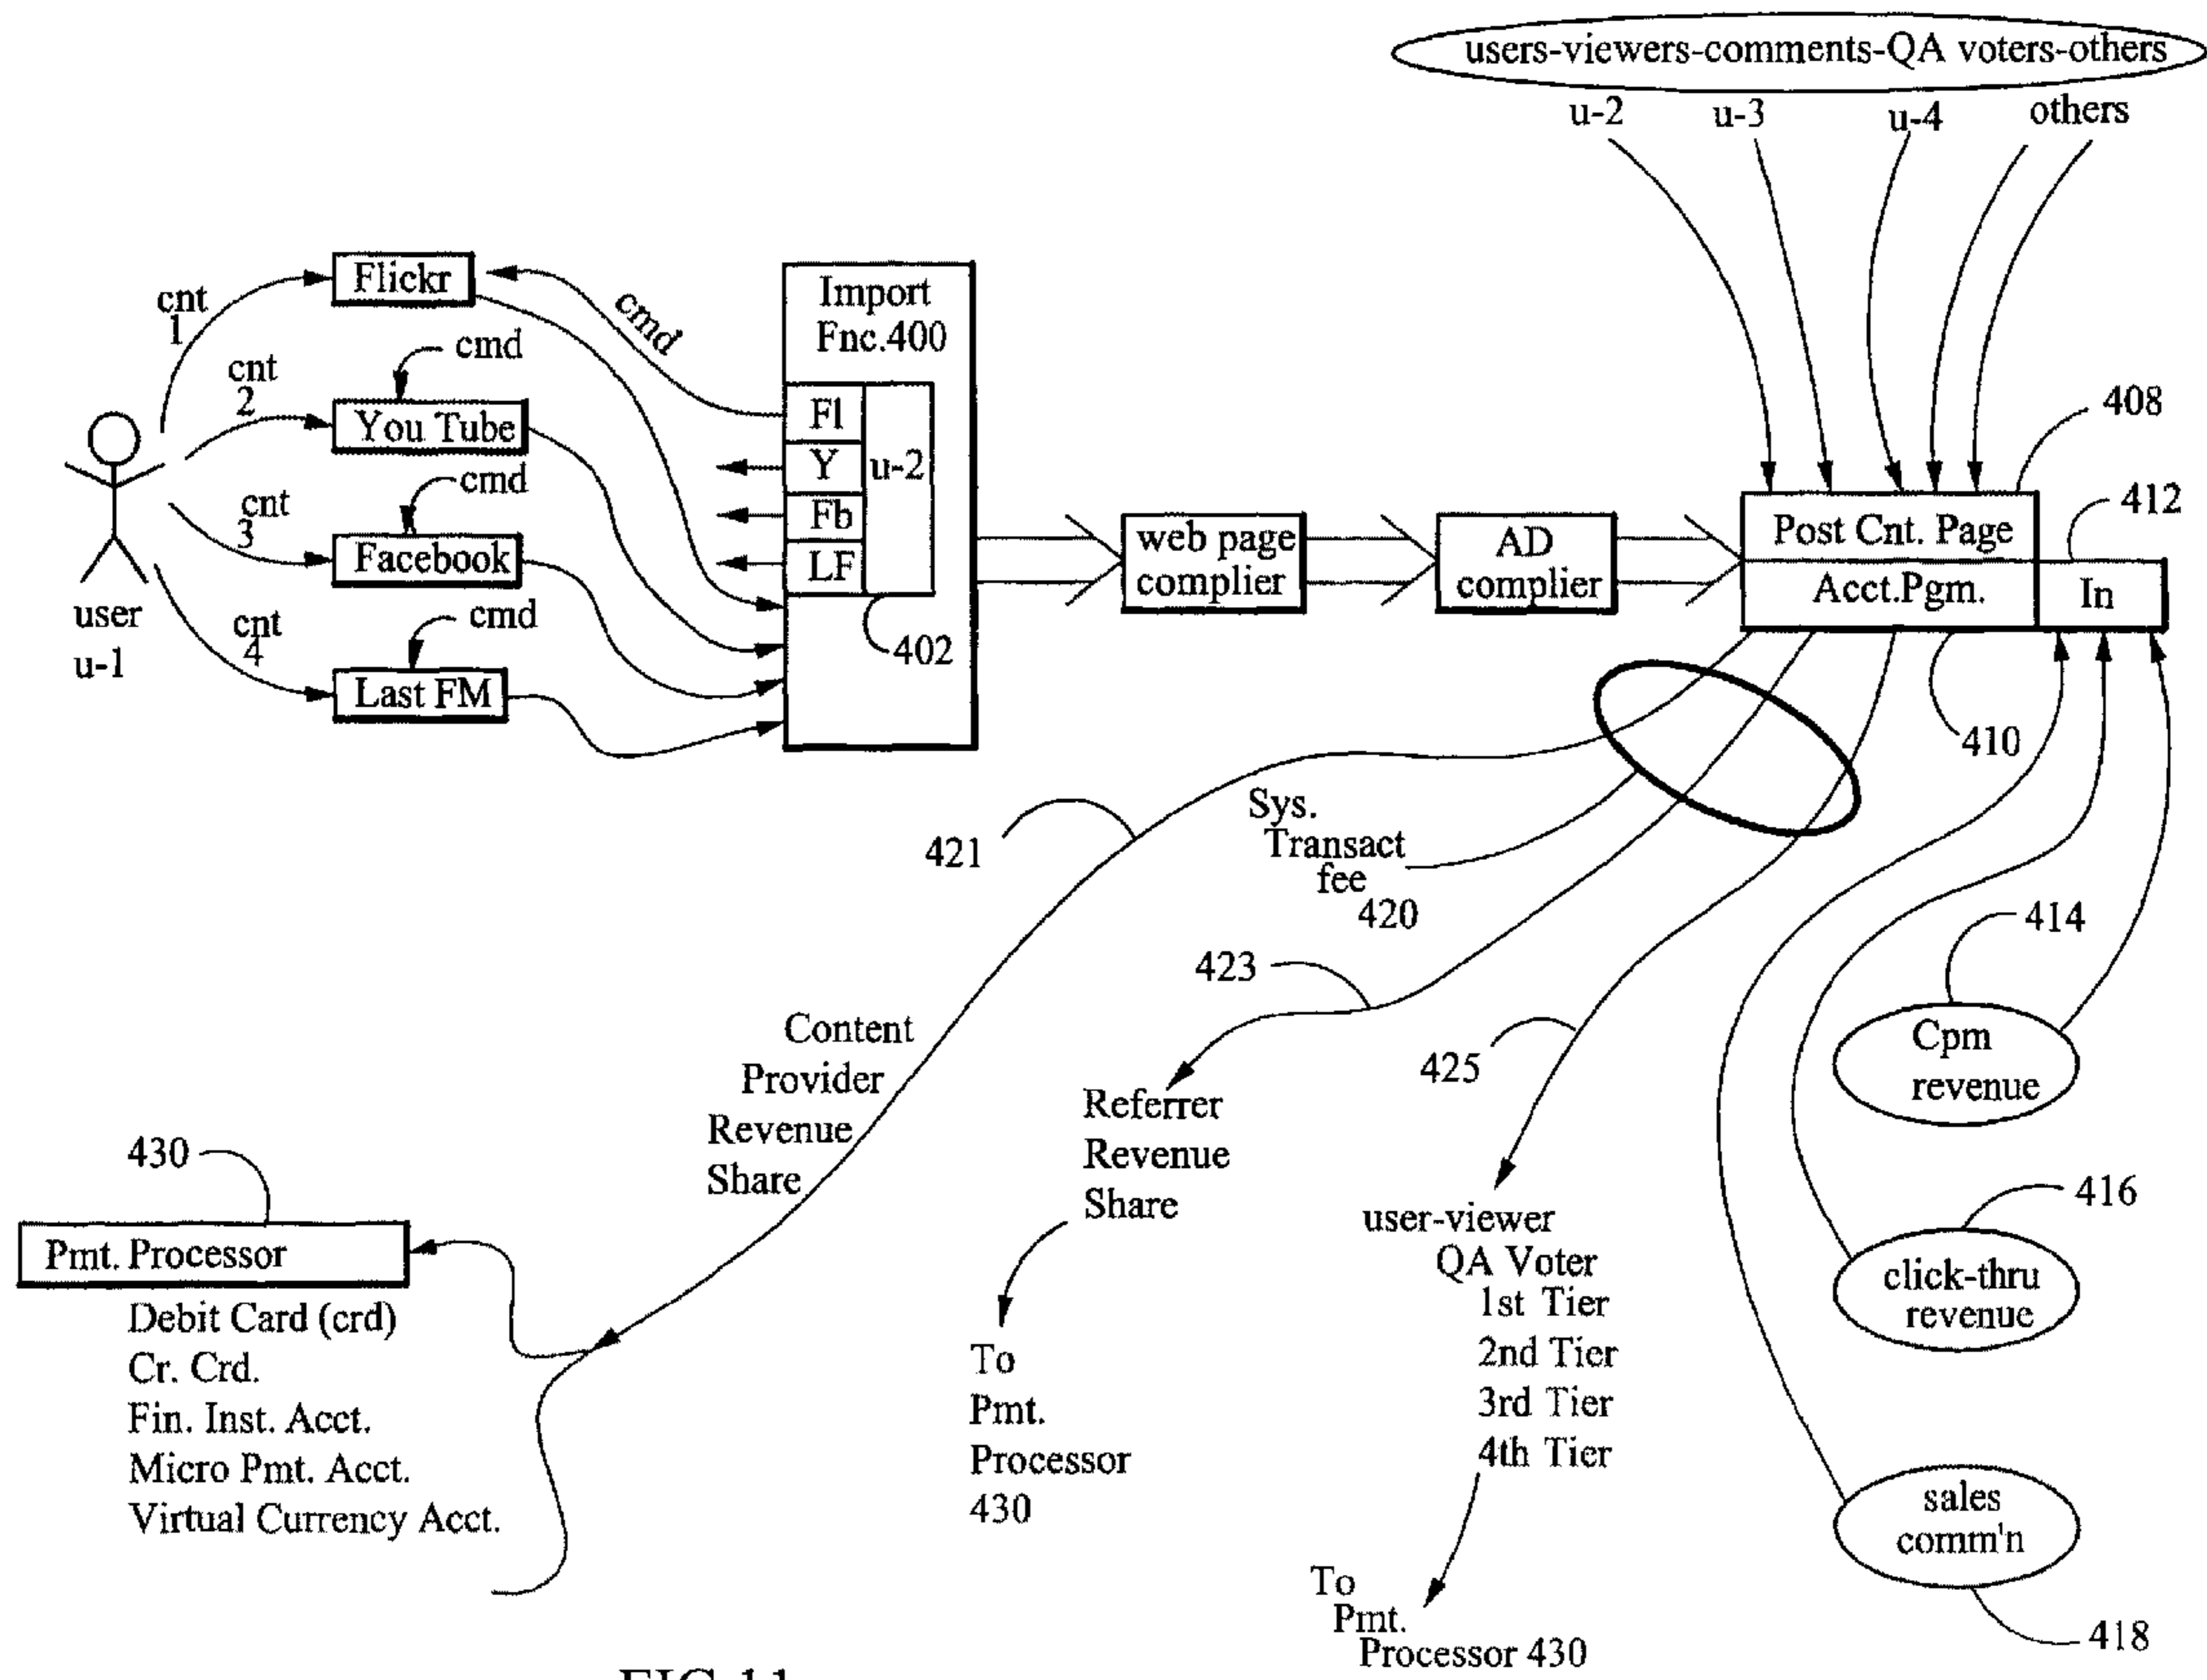 users-viewers-comments-QA voters-others
u-2
u-3
u-4
others
408
412
Flickr
cnt
1
cmd
cnt
2
cmd
You Tube
cnt
3
cmd
Facebook
cnt
4
cmd
Last FM
user
u-1
Import
Fnc.400
Fl
Y
Fb
LF
u-2
402
web page
complier
AD
complier
Post Cnt. Page
Acct.Pgm.
In
410
421
Sys.
Transact
fee
420
423
425
414
Cpm
revenue
416
click-thru
revenue
sales
comm'n
418
Content
Provider
Revenue
Share
Referrer
Revenue
Share
To
Pmt.
Processor
430
user-viewer
QA Voter
1st Tier
2nd Tier
3rd Tier
4th Tier
To
Pmt.
Processor 430
430
Pmt. Processor
Debit Card (crd)
Cr. Crd.
Fin. Inst. Acct.
Micro Pmt. Acct.
Virtual Currency Acct.
FIG 11